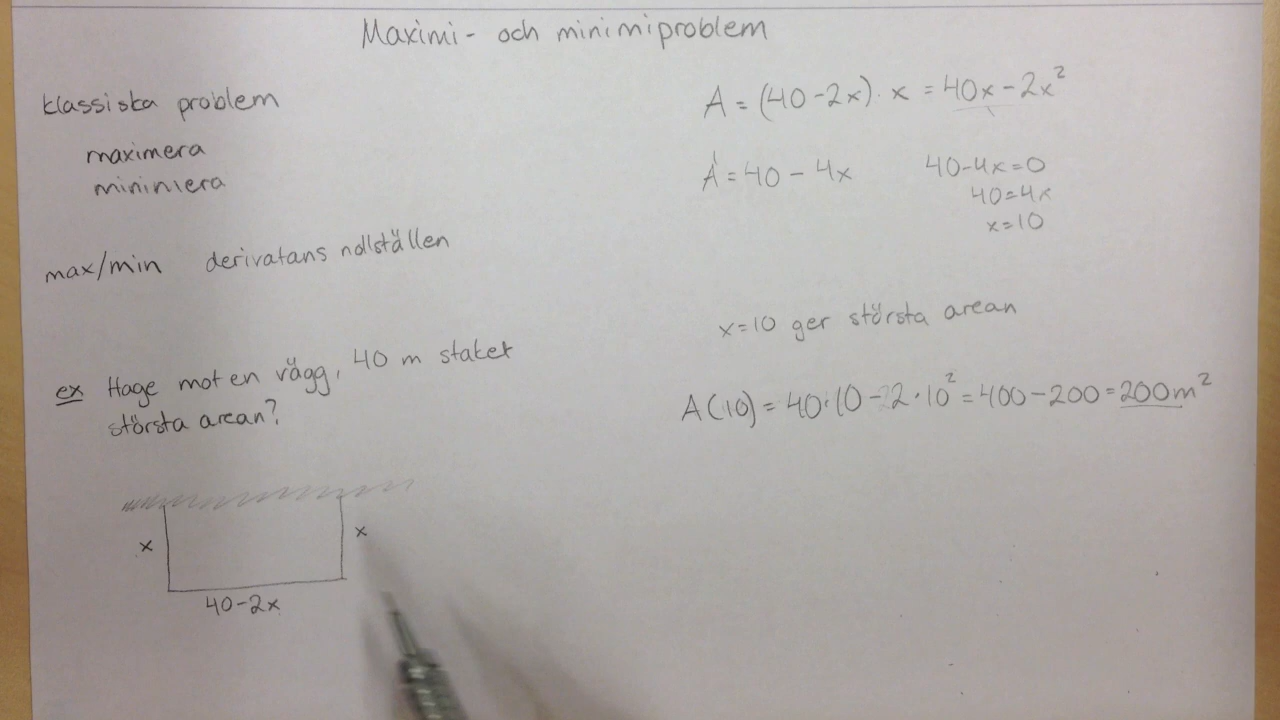 Maximi- och minimiproblem
klassiska problem
maximera
minimera
max/min derivatans nollställen
ex Hage mot en vägg, 40 m staket
största arean?
x
x
40-2x
A = (40-2x)· x = 40x-2x²
A' = 40 - 4x
40-4x=0
40=4x
x=10
x=10 ger största arean
A(10) = 40·10-2·10² = 400-200 = 200m²